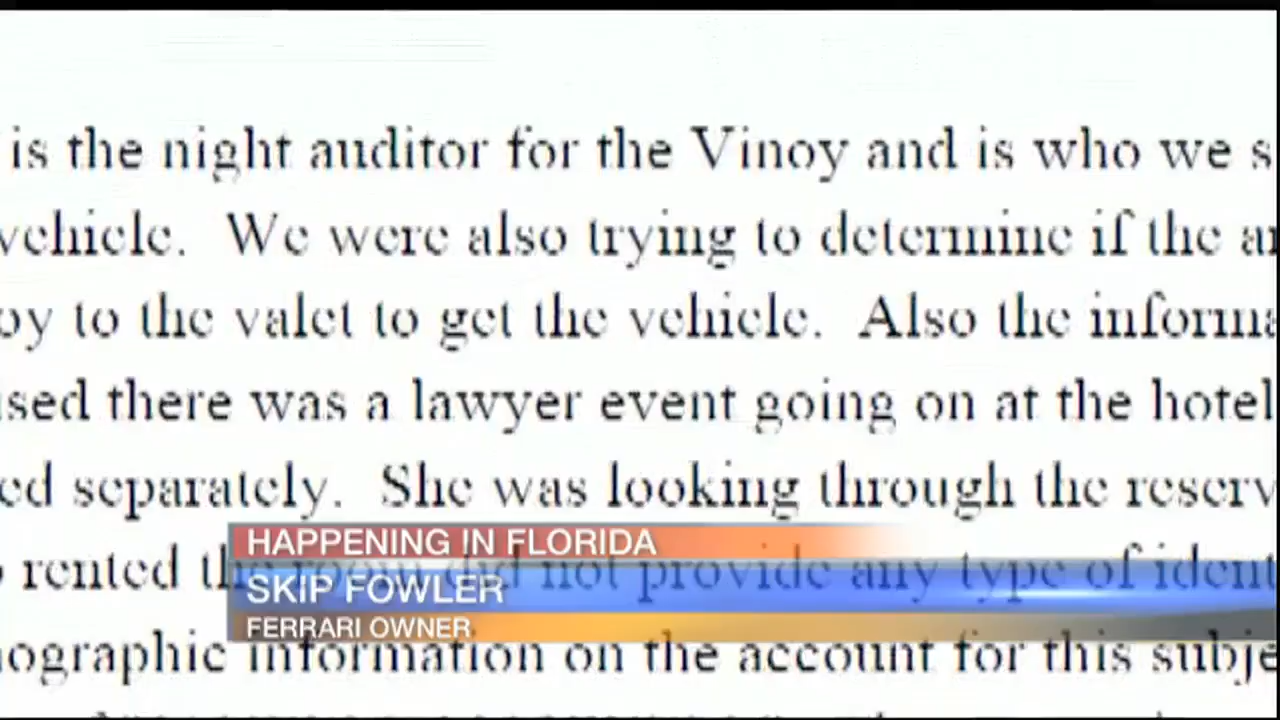 is the night auditor for the Vinoy and is who we s
vehicle. We were also trying to determine if the a
oy to the valet to get the vehicle. Also the informa
used there was a lawyer event going on at the hotel
ed separately. She was looking through the reserv
HAPPENING IN FLORIDA
rented the room did not provide any type of ident
SKIP FOWLER
FERRARI OWNER
nographic information on the account for this subje